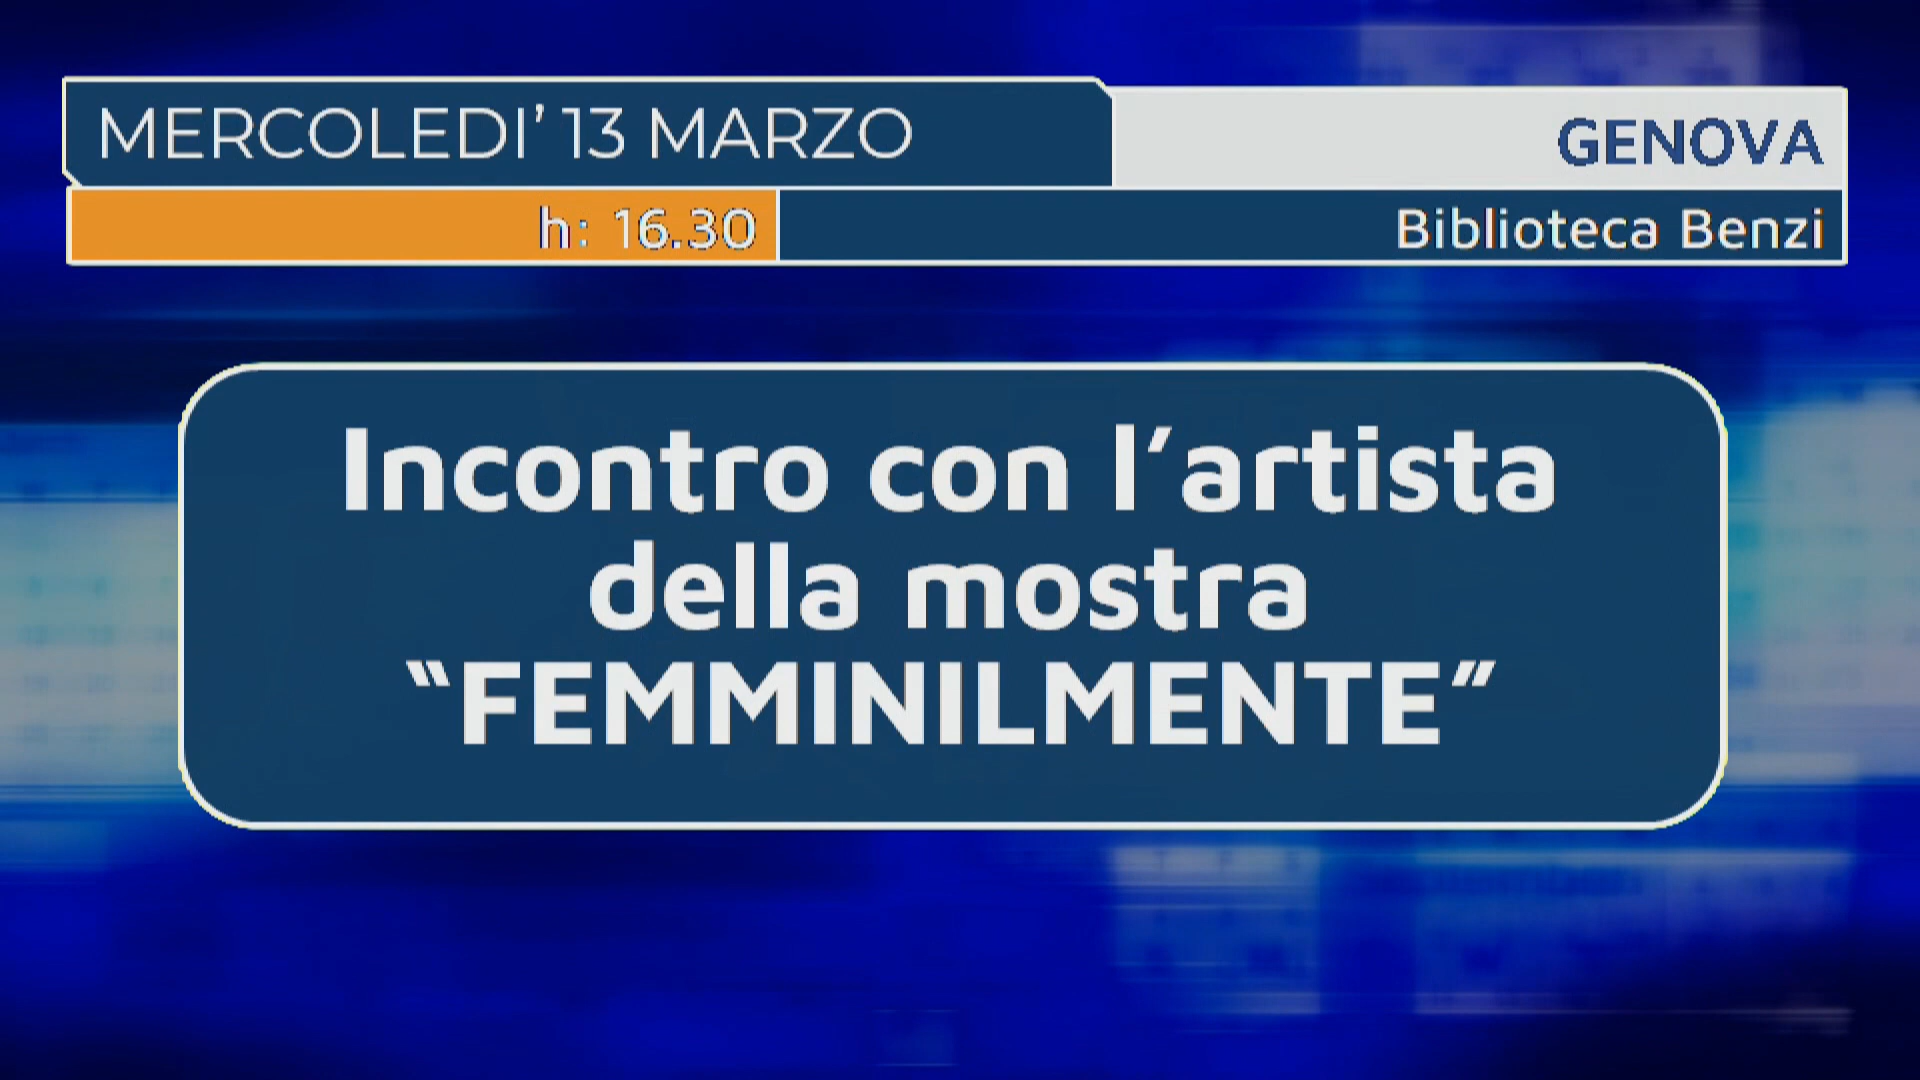 MERCOLEDI’ 13 MARZO
GENOVA
h: 16.30
Biblioteca Benzi
Incontro con l’artista
della mostra
“FEMMINILMENTE”